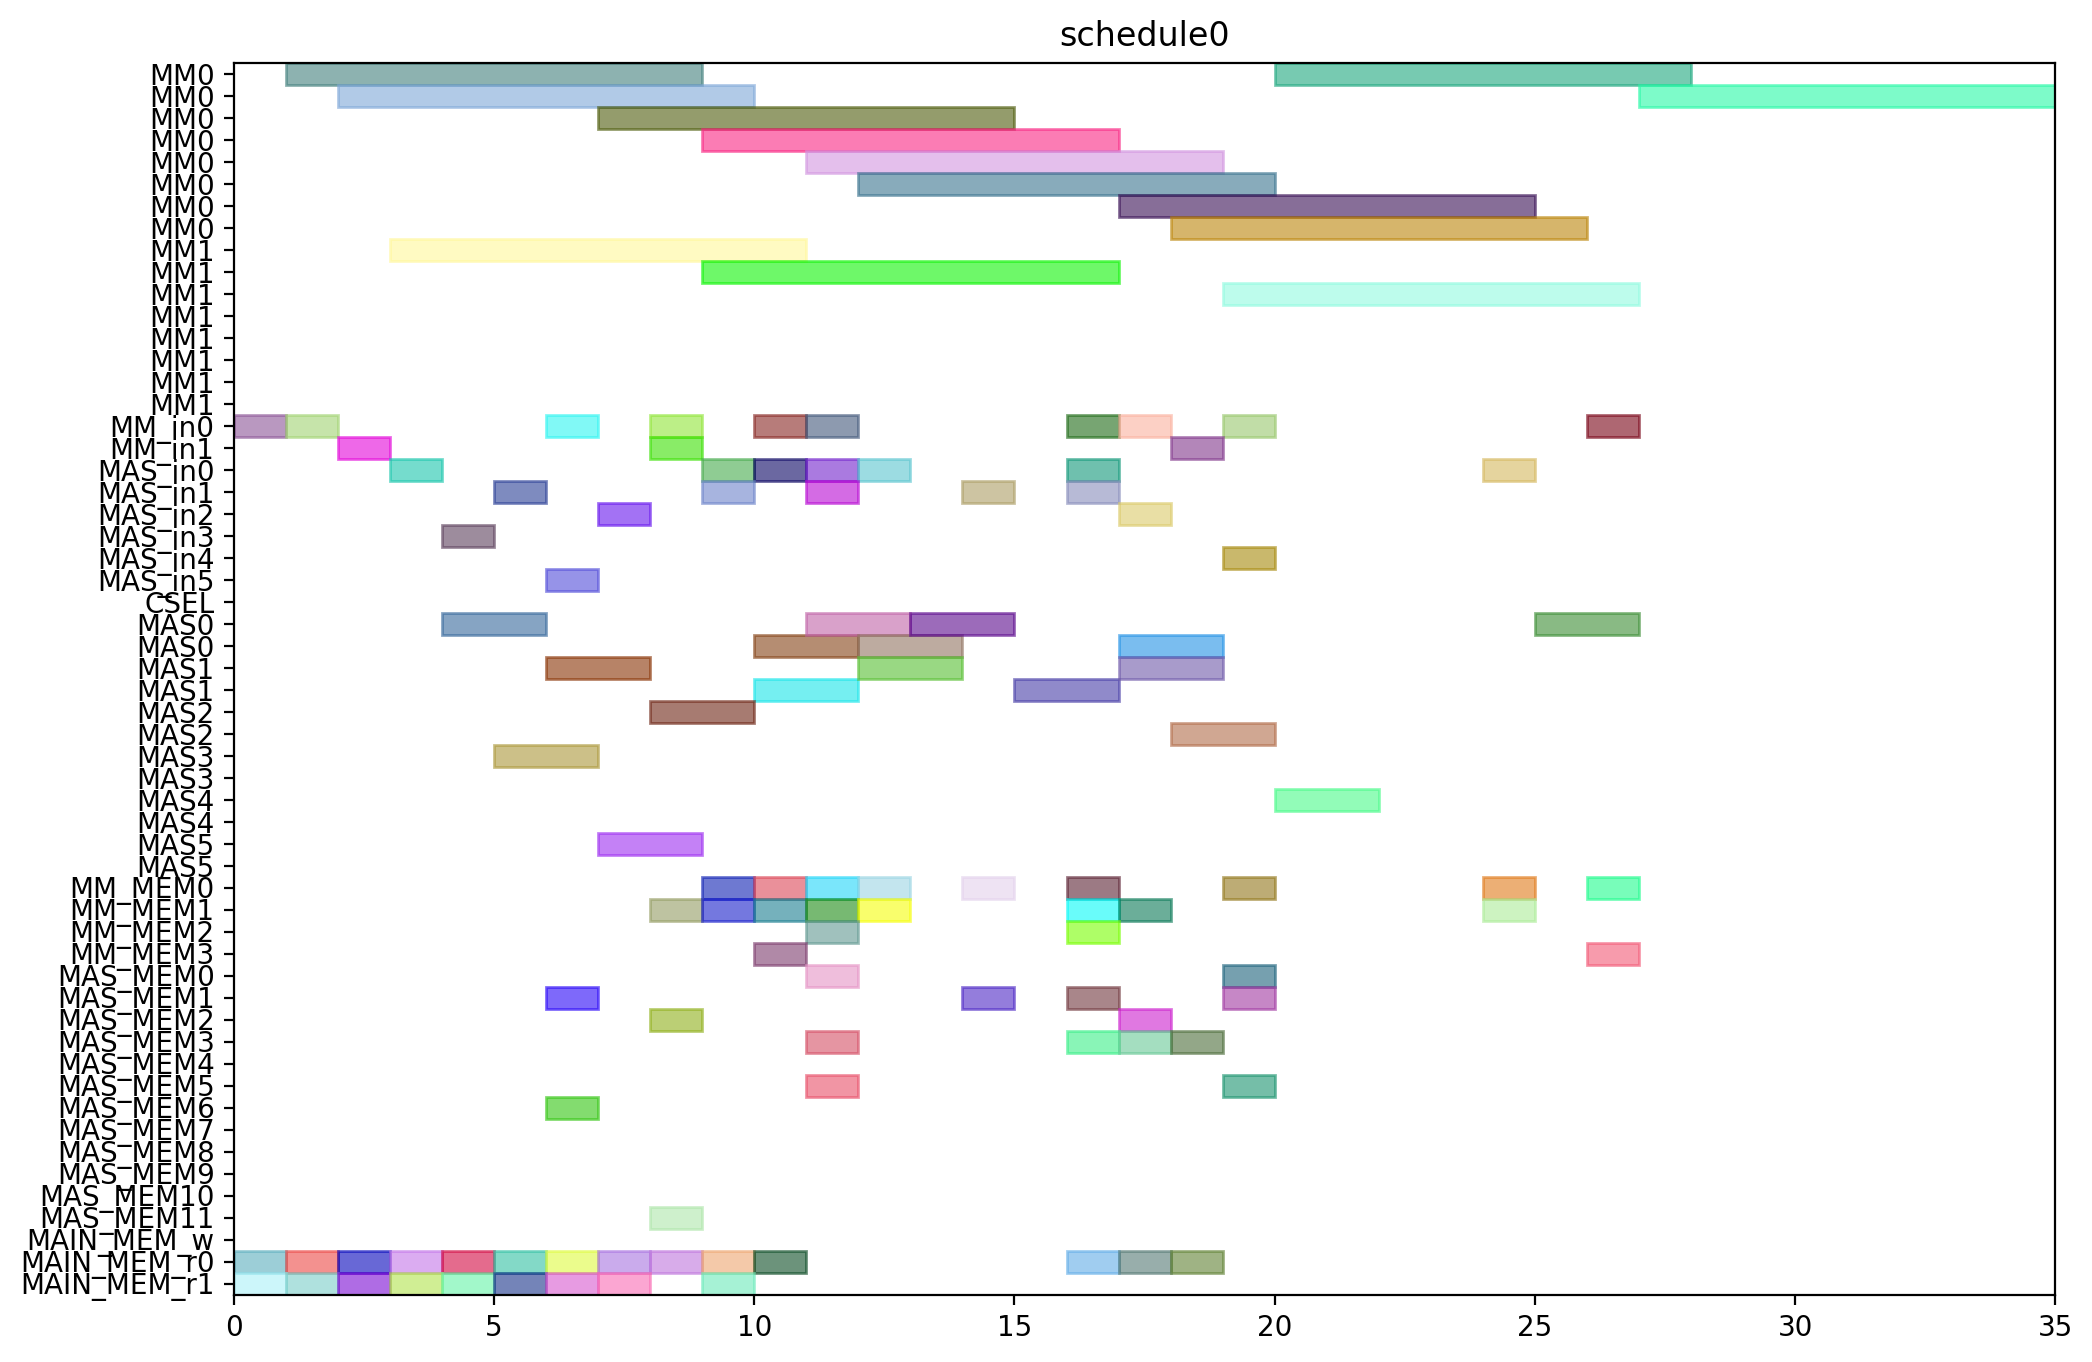 schedule0
MM0
MM0
MM0
MM0
MM0
MM0
MM0
MM0
MM1
MM1
MM1
MM1
MM1
MM1
MM1
MM1
MM_in0
MM_in1
MAS_in0
MAS_in1
MAS_in2
MAS_in3
MAS_in4
MAS_in5
CSEL
MAS0
MAS0
MAS1
MAS1
MAS2
MAS2
MAS3
MAS3
MAS4
MAS4
MAS5
MAS5
MM_MEM0
MM_MEM1
MM_MEM2
MM_MEM3
MAS_MEM0
MAS_MEM1
MAS_MEM2
MAS_MEM3
MAS_MEM4
MAS_MEM5
MAS_MEM6
MAS_MEM7
MAS_MEM8
MAS_MEM9
MAS_MEM10
MAS_MEM11
MAIN_MEM_w
MAIN_MEM_r0
MAIN_MEM_r1
0 5 10 15 20 25 30 35